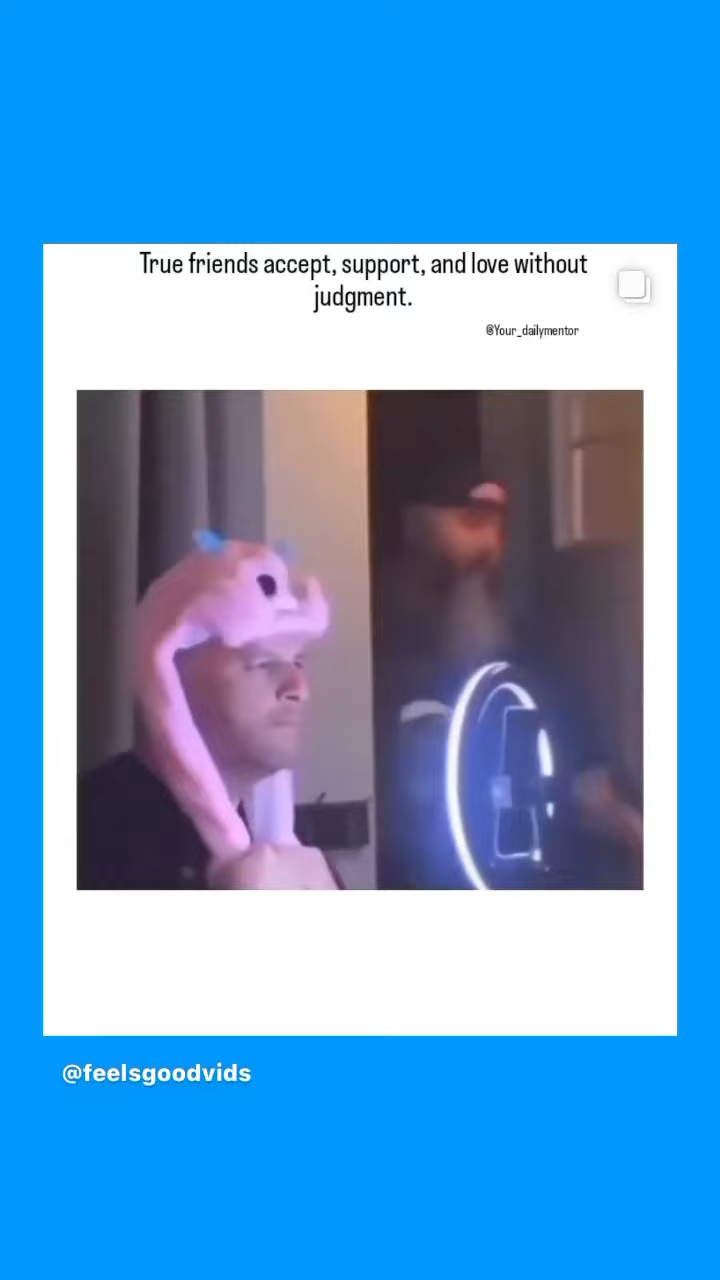 True friends accept, support, and love without
judgment.
@Your_dailymentor
@feelsgoodvids